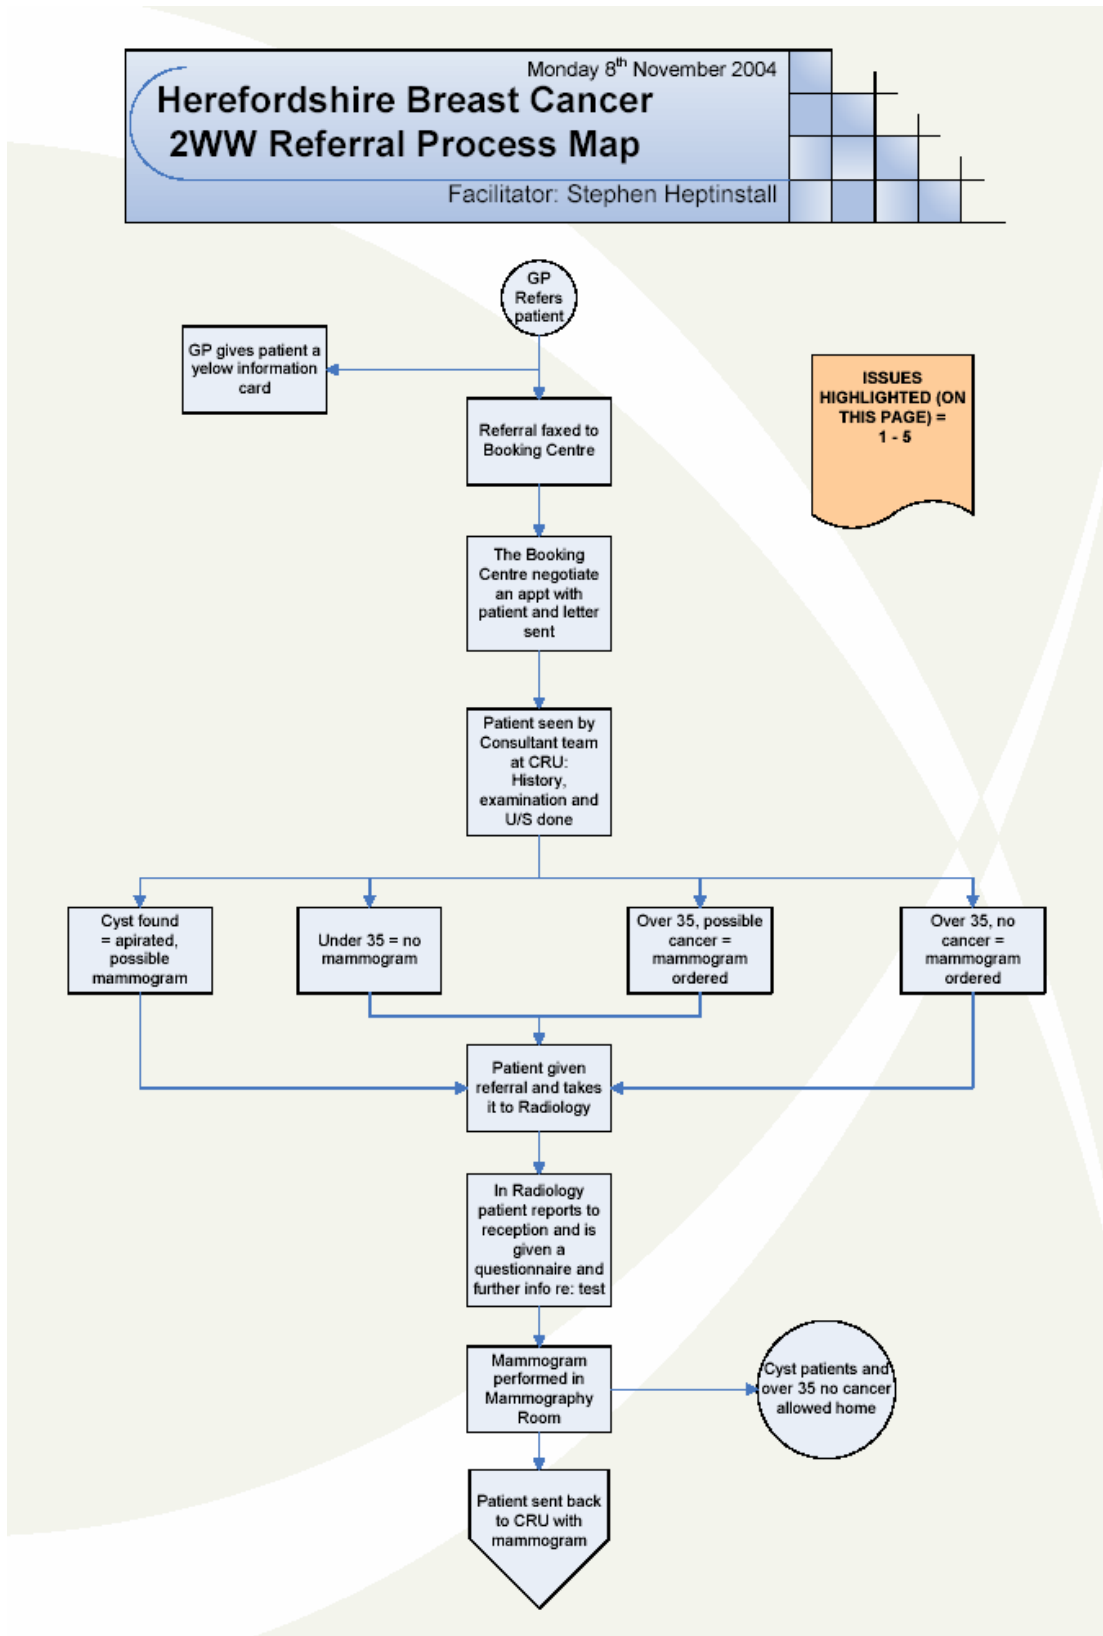 Monday 8th November 2004
Herefordshire Breast Cancer
2WW Referral Process Map
Facilitator: Stephen Heptinstall
GP
Refers
patient
GP gives patient a
yelow information
card
ISSUES
HIGHLIGHTED (ON
THIS PAGE) =
1 - 5
Referral faxed to
Booking Centre
The Booking
Centre negotiate
an appt with
patient and letter
sent
Patient seen by
Consultant team
at CRU:
History,
examination and
U/S done
Cyst found
= apirated,
possible
mammogram
Under 35 = no
mammogram
Over 35, possible
cancer =
mammogram
ordered
Over 35, no
cancer =
mammogram
ordered
Patient given
referral and takes
it to Radiology
In Radiology
patient reports to
reception and is
given a
questionnaire and
further info re: test
Mammogram
performed in
Mammography
Room
Cyst patients and
over 35 no cancer
allowed home
Patient sent back
to CRU with
mammogram